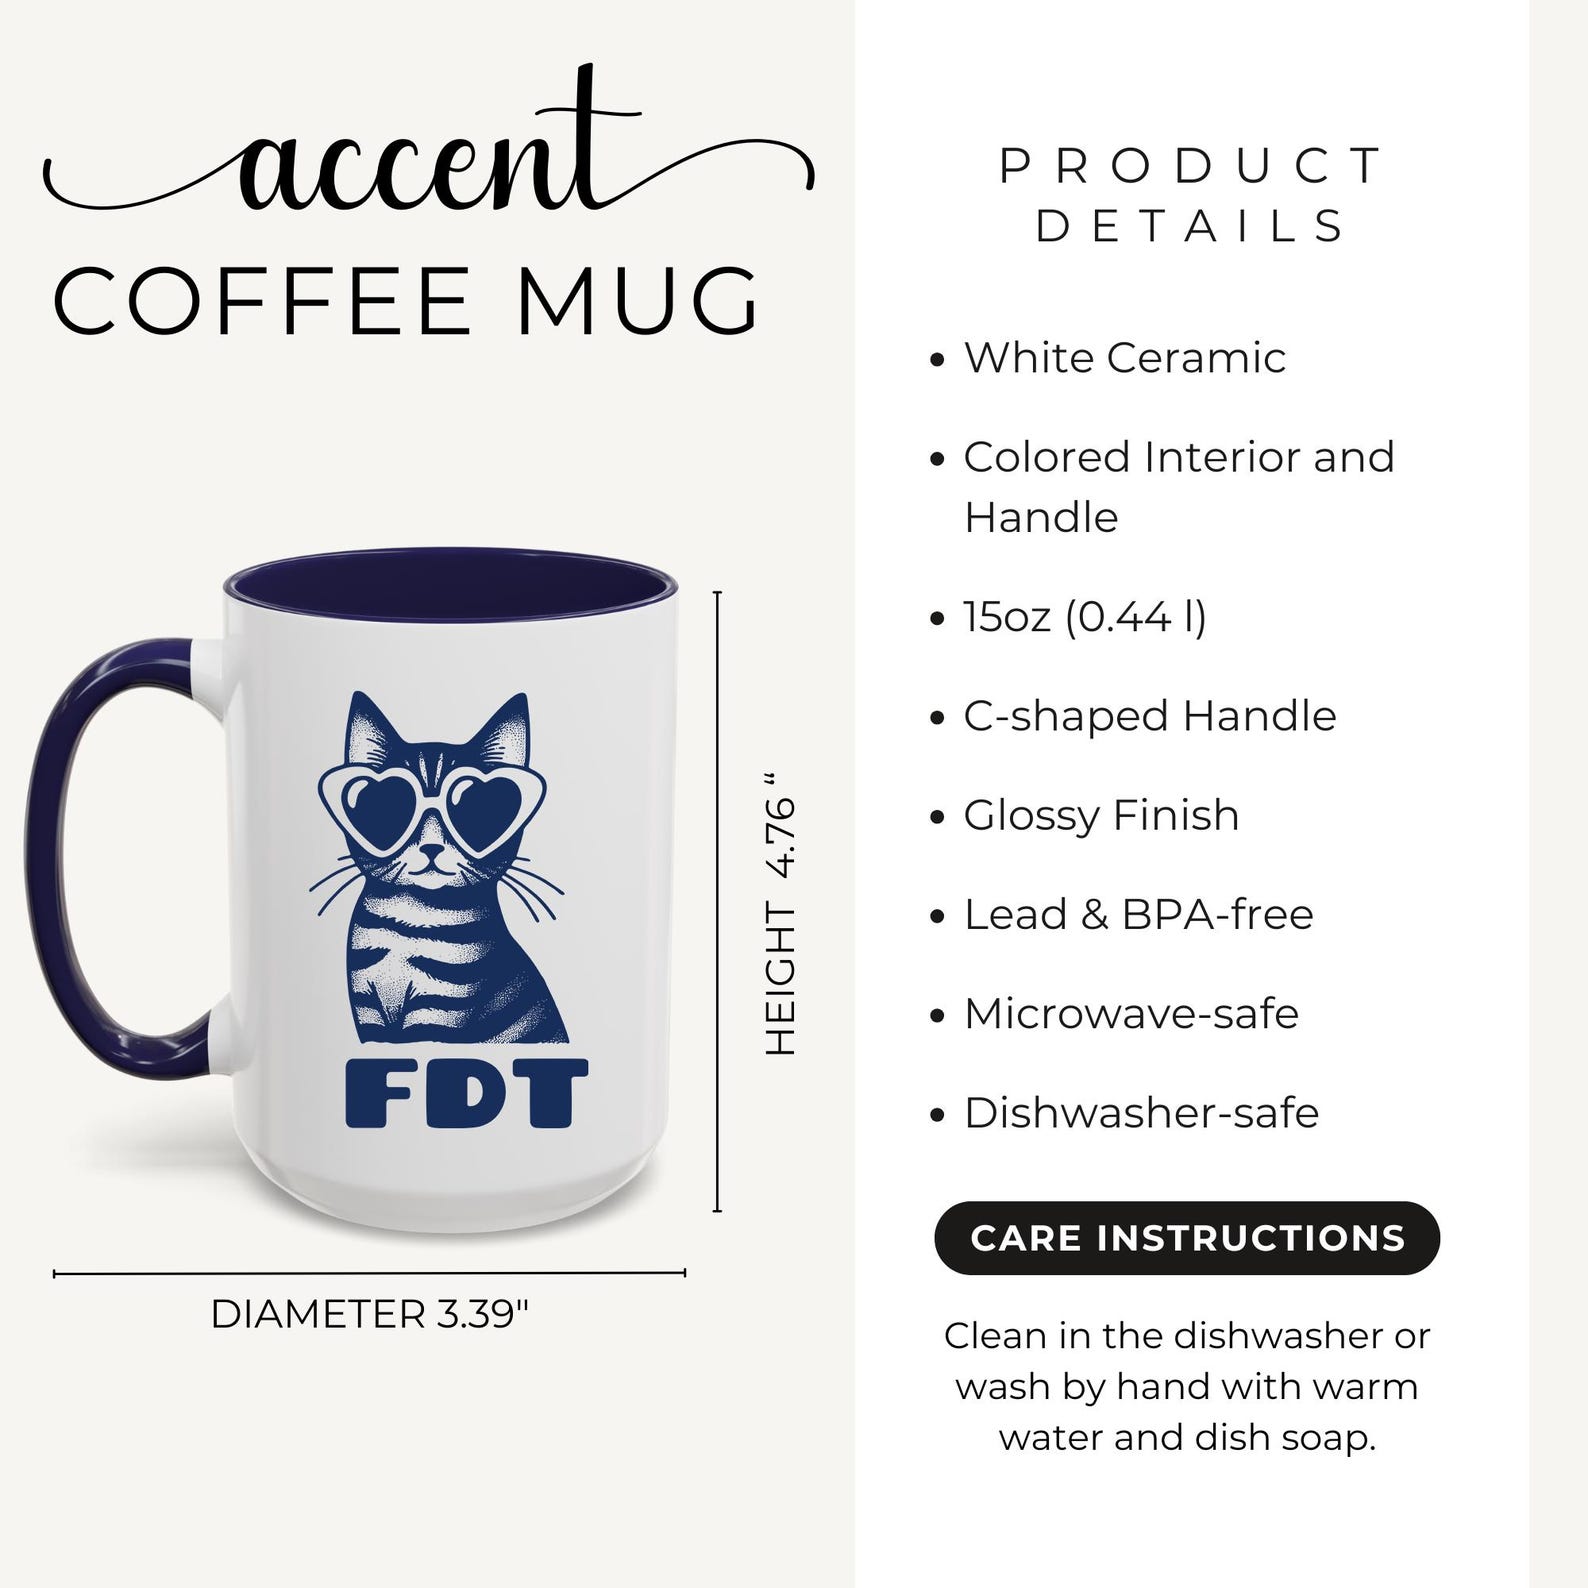 accent
COFFEE MUG
FDT
HEIGHT 4.76 “
DIAMETER 3.39"
PRODUCT
DETAILS
• White Ceramic
• Colored Interior and
Handle
• 15oz (0.44 l)
• C-shaped Handle
• Glossy Finish
• Lead & BPA-free
• Microwave-safe
• Dishwasher-safe
CARE INSTRUCTIONS
Clean in the dishwasher or
wash by hand with warm
water and dish soap.